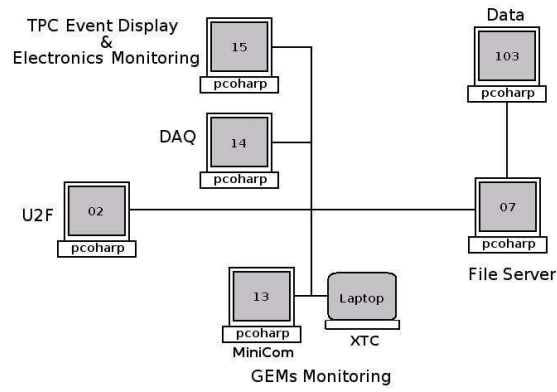 TPC Event Display
&
Electronics Monitoring
15
pcoharp
Data
103
pcoharp
DAQ
14
pcoharp
U2F
02
pcoharp
07
pcoharp
File Server
13
pcoharp
MiniCom
Laptop
XTC
GEMs Monitoring